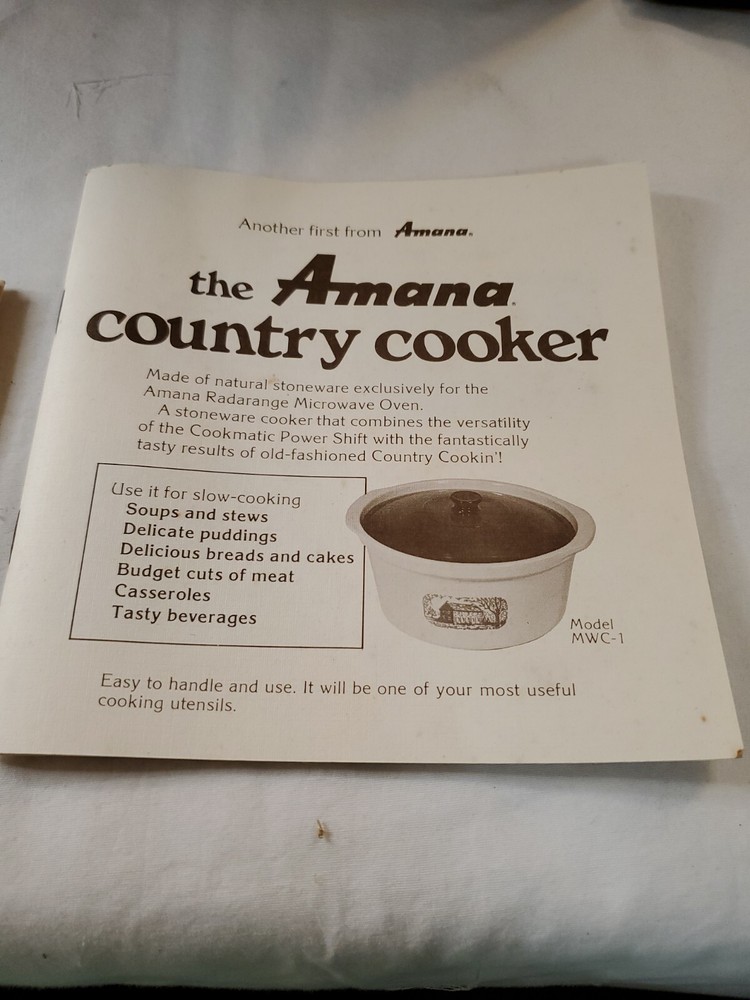 Another first from Amana.
the Amana.
country cooker
Made of natural stoneware exclusively for the
Amana Radarange Microwave Oven.
A stoneware cooker that combines the versatility
of the Cookmatic Power Shift with the fantastically
tasty results of old-fashioned Country Cookin'!
Use it for slow-cooking
Soups and stews
Delicate puddings
Delicious breads and cakes
Budget cuts of meat
Casseroles
Tasty beverages
Model
MWC-1
Easy to handle and use. It will be one of your most useful
cooking utensils.